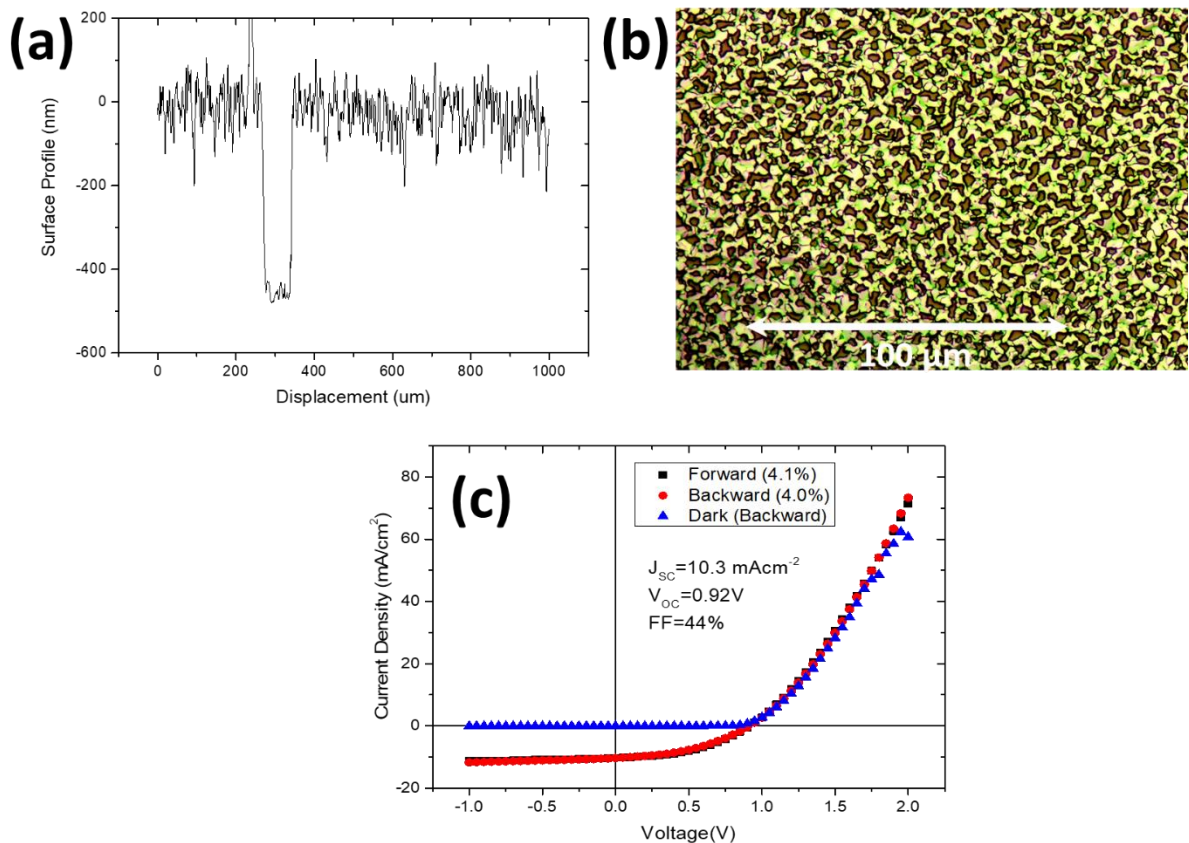 (a)
200
0
-200
-400
-600
Surface Profile (nm)
0 200 400 600 800 1000
Displacement (um)
(b)
100 µm
(c)
80
60
40
20
0
-20
Current Density (mA/cm²)
Forward (4.1%)
Backward (4.0%)
Dark (Backward)
J_SC=10.3 mAcm⁻²
V_OC=0.92V
FF=44%
-1.0 -0.5 0.0 0.5 1.0 1.5 2.0
Voltage(V)